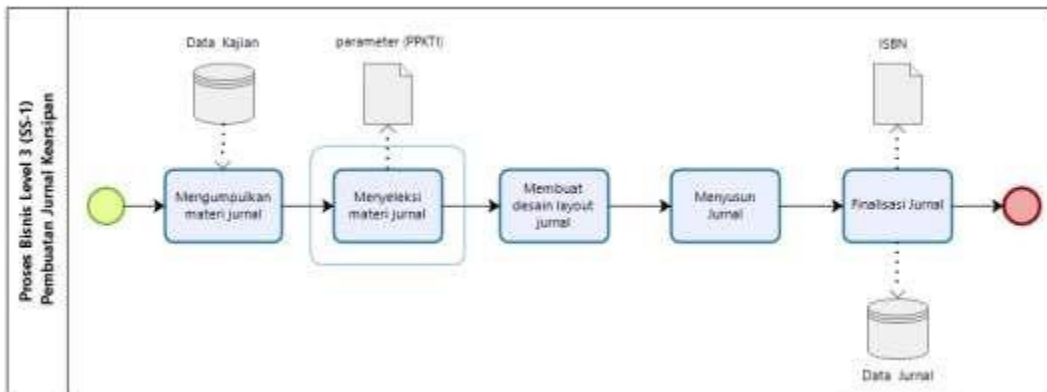 Proses Bisnis Level 3 (SS-1)
Pembuatan Jurnal Kearsipan
Data Kajian
parameter (PPKTI)
ISBN
Mengumpulkan
materi jurnal
Menyeleksi
materi jurnal
Membuat
desain layout
jurnal
Menyusun
Jurnal
Finalisasi Jurnal
Data Jurnal